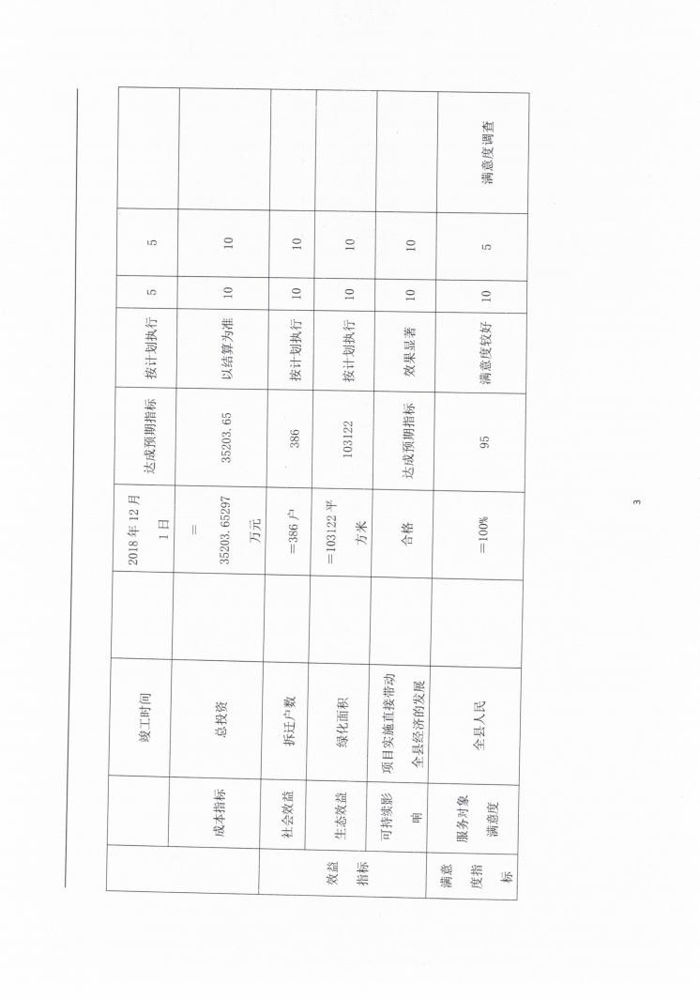 竣工时间
2018 年 12 月
1 日
达成预期指标
按计划执行
5
5
成本指标
总投资
＝
35203.65297
万元
35203.65
以结算为准
10
10
效益
指标
社会效益
拆迁户数
＝386 户
386
按计划执行
10
10
生态效益
绿化面积
＝103122 平
方米
103122
按计划执行
10
10
可持续影
响
项目实施直接带动
全县经济的发展
合格
达成预期指标
效果显著
10
10
满意
度指
标
服务对象
满意度
全县人民
＝100%
95
满意度较好
10
5
满意度调查
3